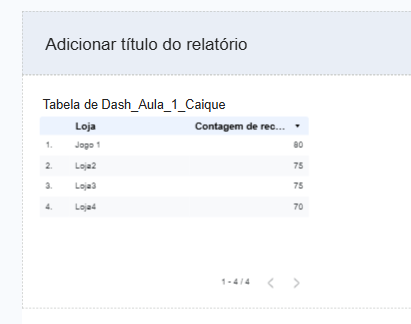 Adicionar título do relatório
Tabela de Dash_Aula_1_Caique
Loja Contagem de rec...
1. Jogo 1 80
2. Loja2 75
3. Loja3 75
4. Loja4 70
1 - 4 / 4